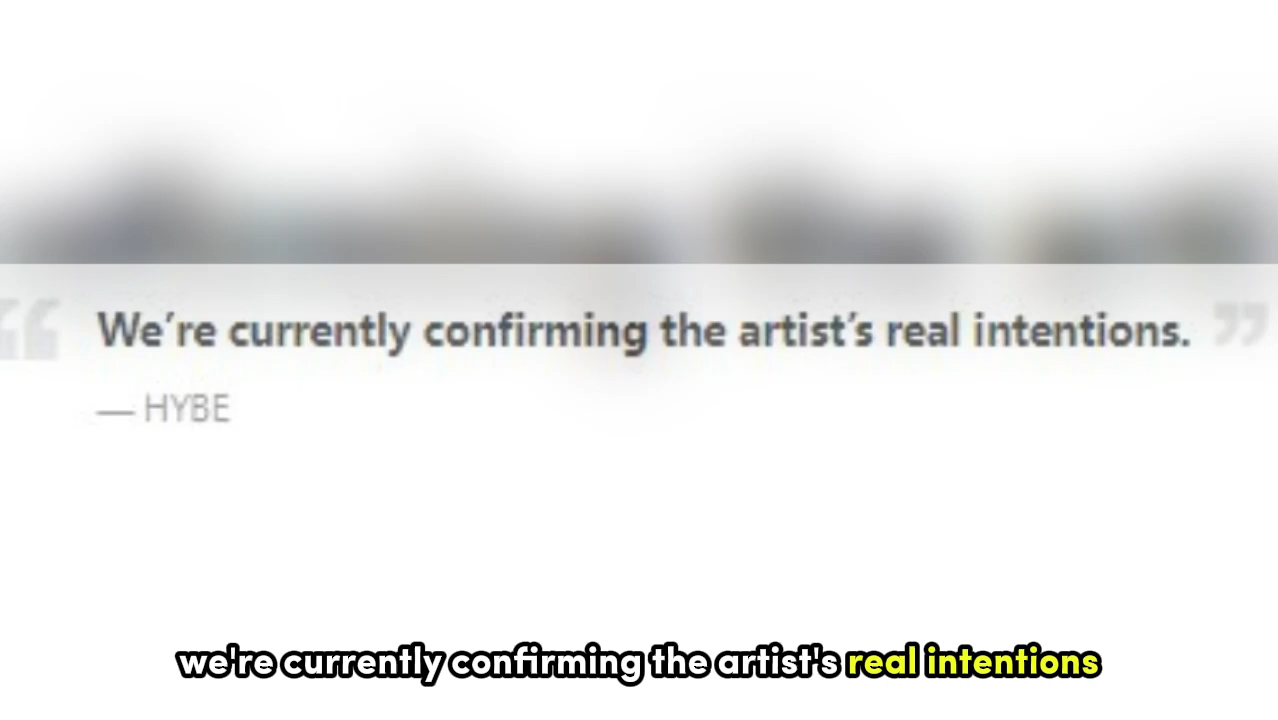 “ We’re currently confirming the artist’s real intentions. ”
— HYBE
we're currently confirming the artist's real intentions